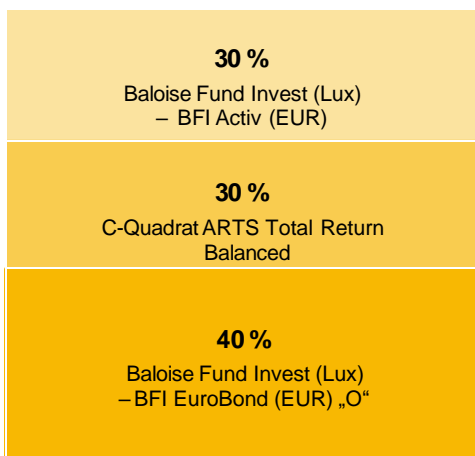 30 %
Baloise Fund Invest (Lux)
– BFI Activ (EUR)
30 %
C-Quadrat ARTS Total Return
Balanced
40 %
Baloise Fund Invest (Lux)
– BFI EuroBond (EUR) „O“